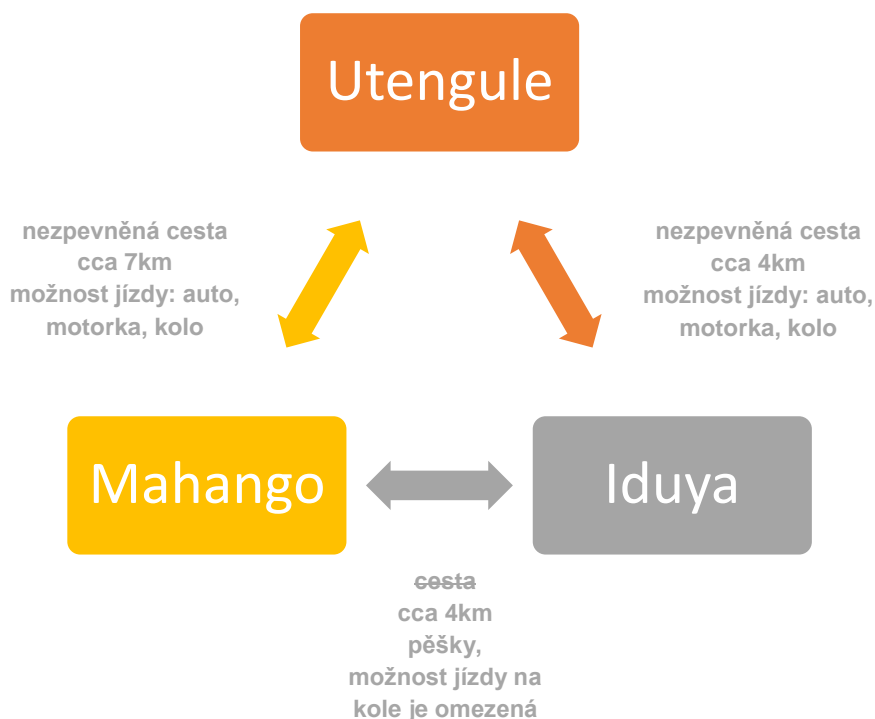 Utengule
nezpevněná cesta
cca 7km
možnost jízdy: auto,
motorka, kolo
nezpevněná cesta
cca 4km
možnost jízdy: auto,
motorka, kolo
Mahango
Iduya
cesta
cca 4km
pěšky,
možnost jízdy na
kole je omezená